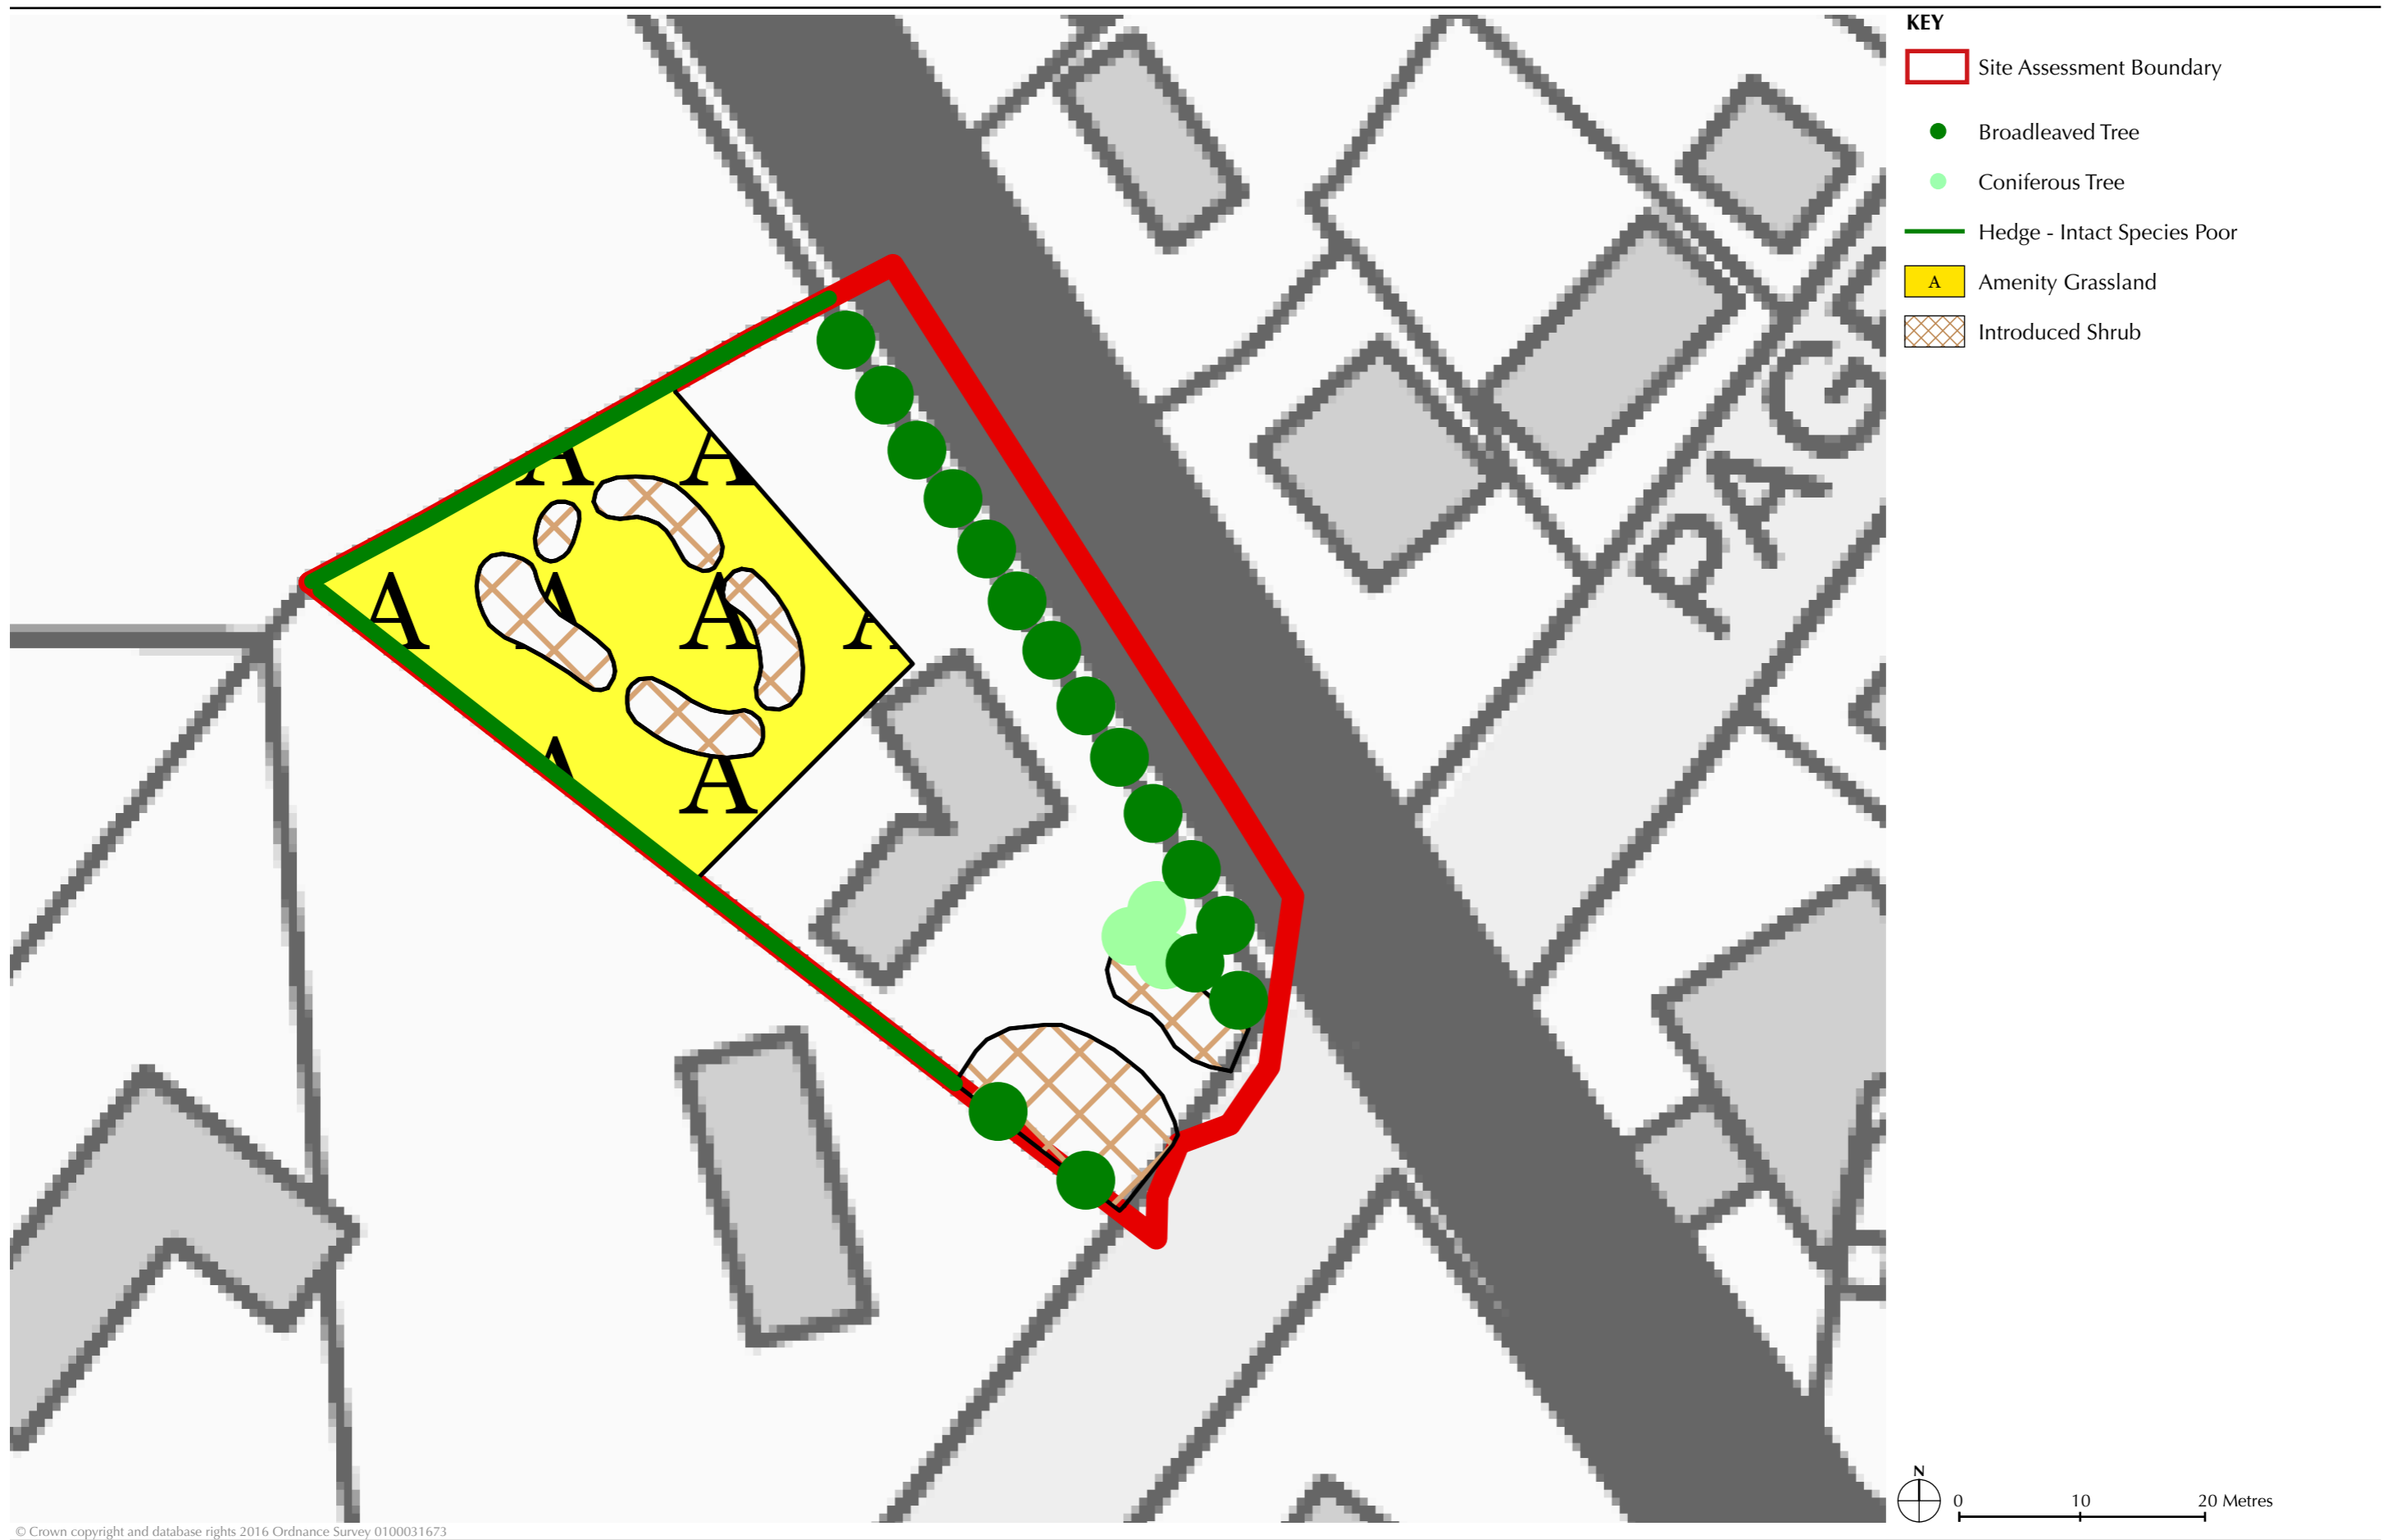 KEY
Site Assessment Boundary
Broadleaved Tree
Coniferous Tree
Hedge - Intact Species Poor
A Amenity Grassland
Introduced Shrub
A A
A A A A
A A
PAG
N
0 10 20 Metres
© Crown copyright and database rights 2016 Ordnance Survey 0100031673